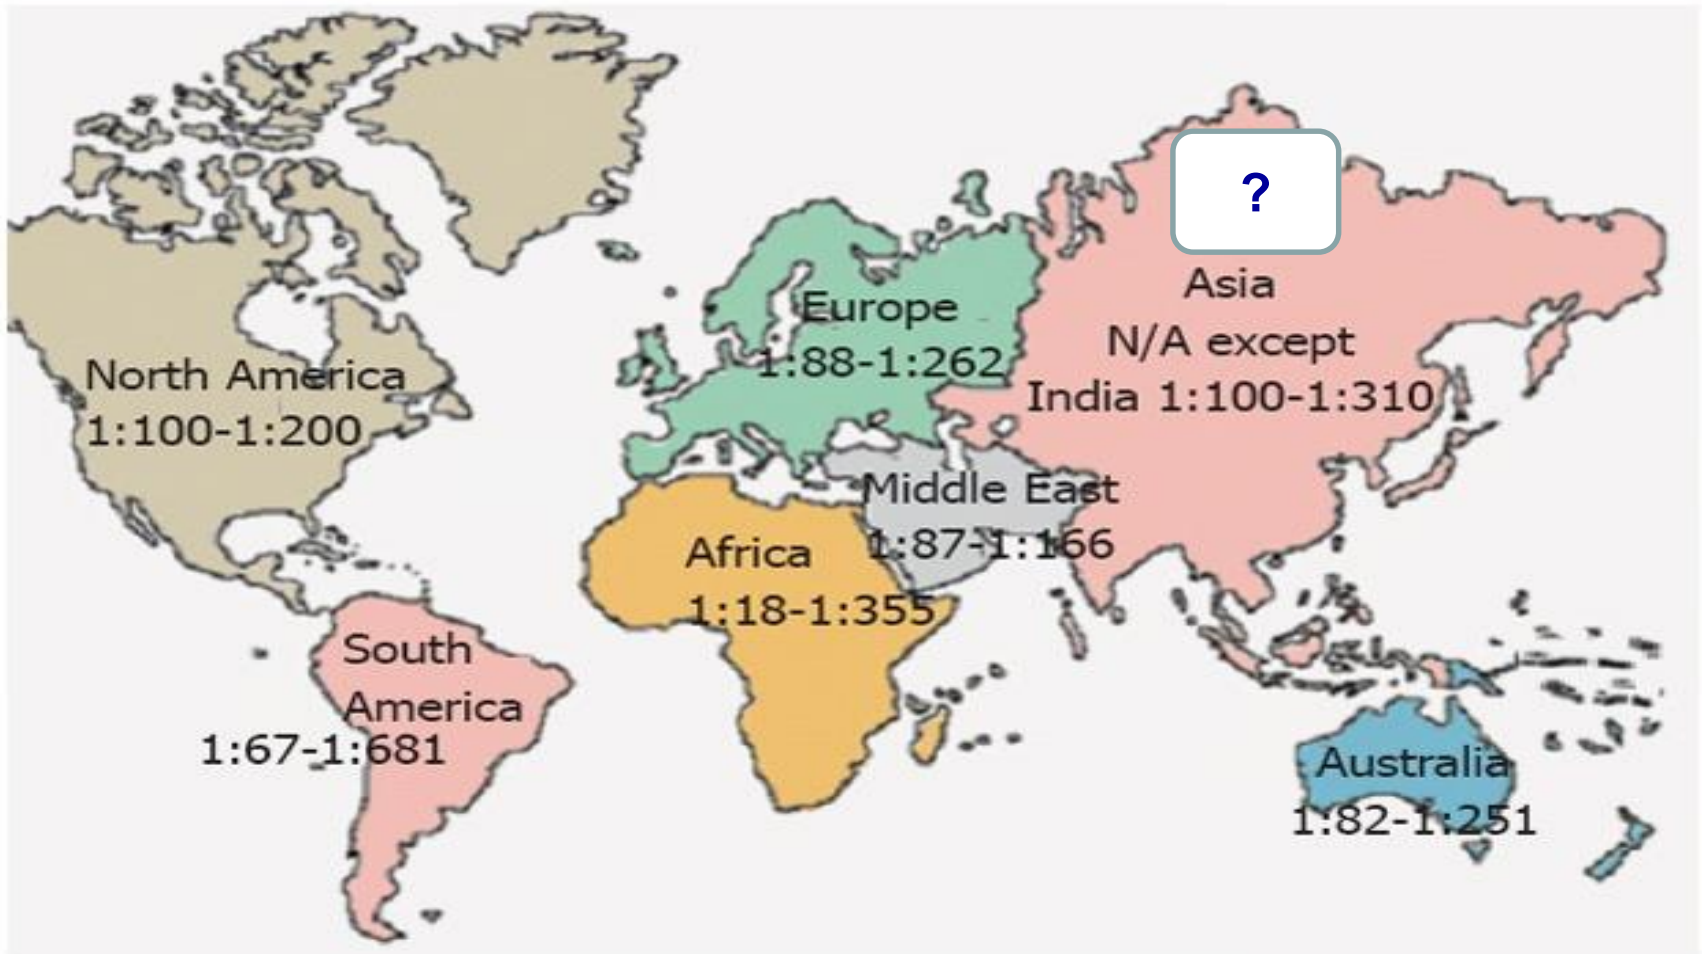 ?
Asia
N/A except
India 1:100-1:310
Europe
1:88-1:262
North America
1:100-1:200
Middle East
1:87-1:166
Africa
1:18-1:355
South
America
1:67-1:681
Australia
1:82-1:251